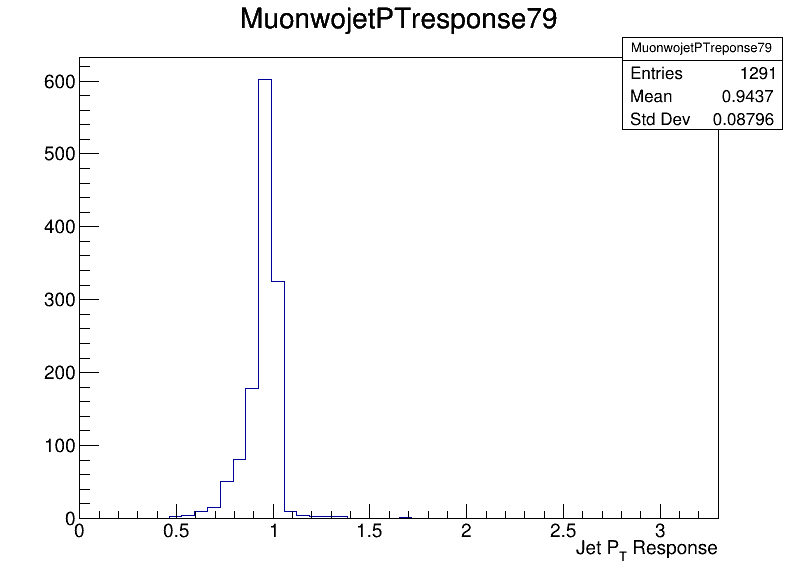 MuonwojetPTresponse79
MuonwojetPTreponse79
Entries 1291
Mean 0.9437
Std Dev 0.08796
600
500
400
300
200
100
0
0 0.5 1 1.5 2 2.5 3
Jet PT Response